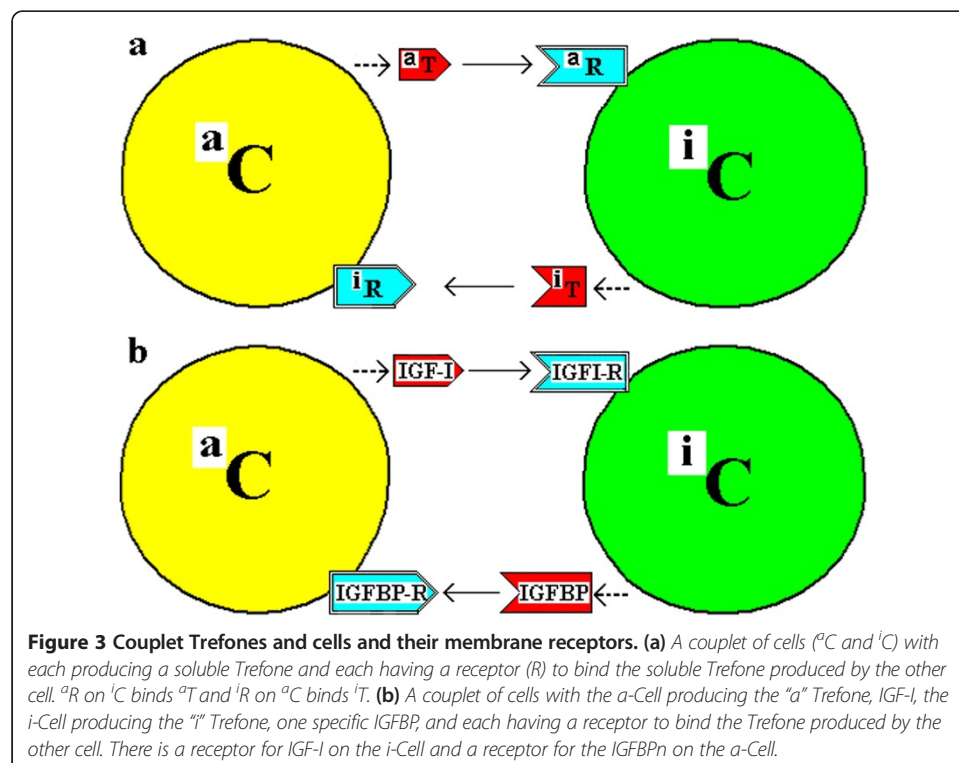 a
aT
aR
aC
iC
iR
iT
b
IGF-I
IGFI-R
aC
iC
IGFBP-R
IGFBP
Figure 3 Couplet Trefones and cells and their membrane receptors. (a) A couplet of cells (ᵃC and ⁱC) with
each producing a soluble Trefone and each having a receptor (R) to bind the soluble Trefone produced by the other
cell. ᵃR on ⁱC binds ᵃT and ⁱR on ᵃC binds ⁱT. (b) A couplet of cells with the a-Cell producing the “a” Trefone, IGF-I, the
i-Cell producing the “i” Trefone, one specific IGFBP, and each having a receptor to bind the Trefone produced by the
other cell. There is a receptor for IGF-I on the i-Cell and a receptor for the IGFBPn on the a-Cell.